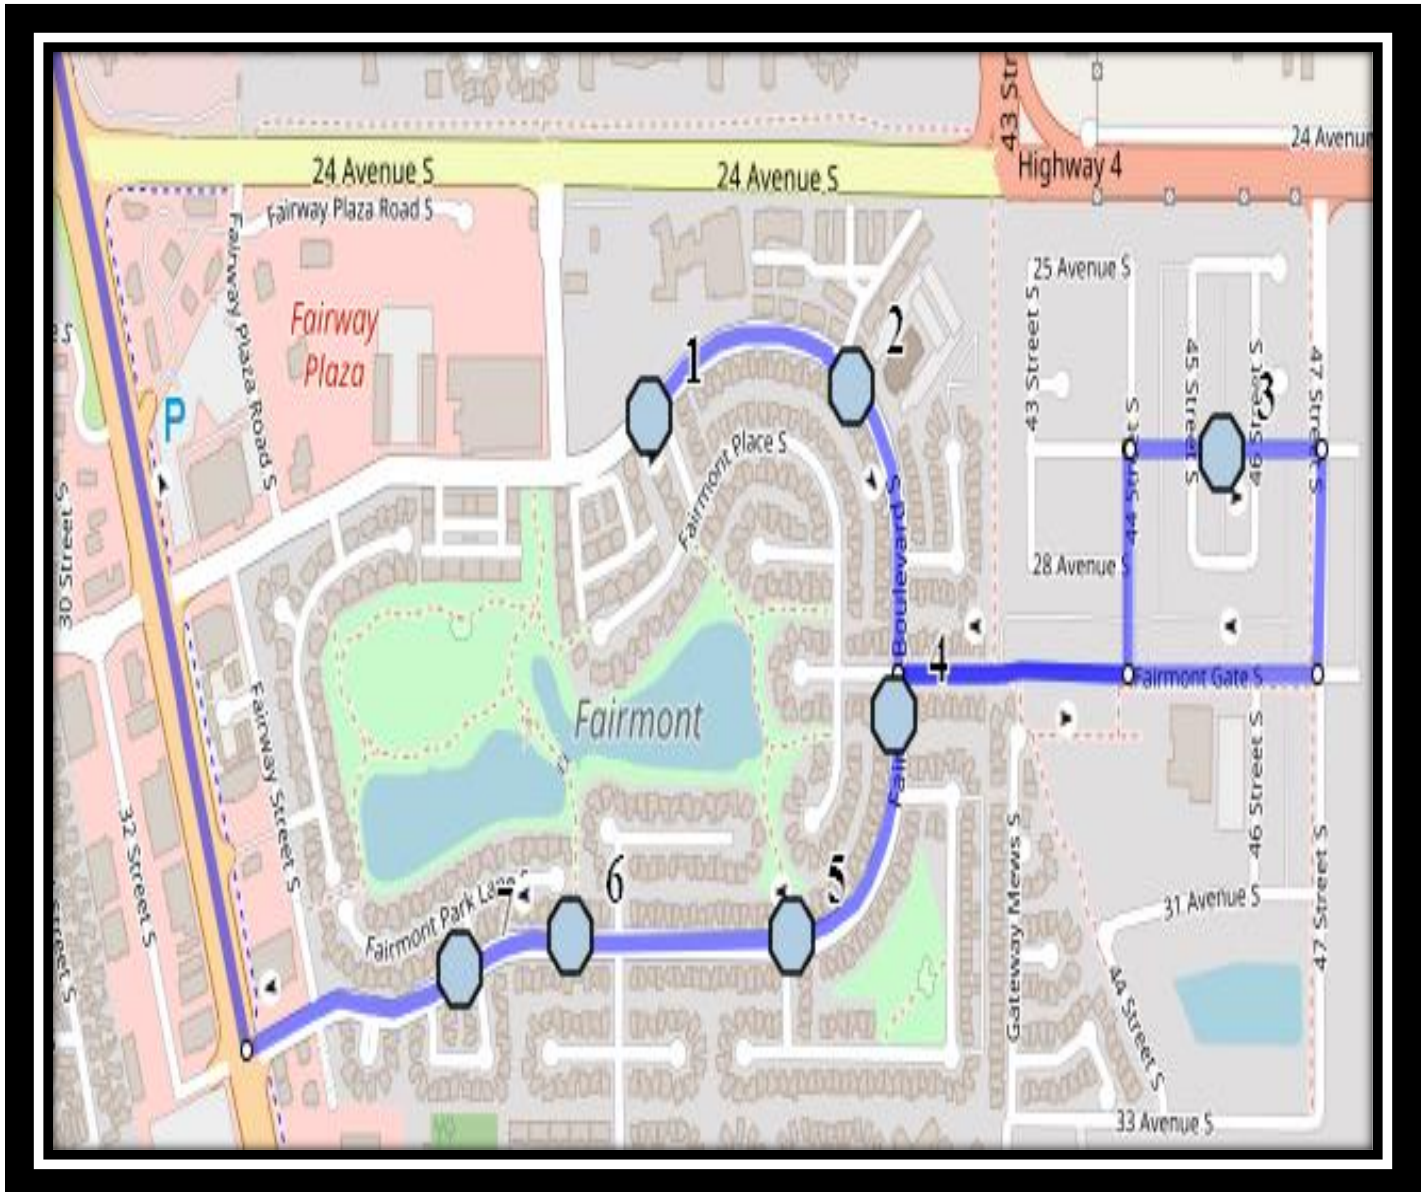 43 Str
24 Avenue
Highway 4
24 Avenue S
24 Avenue S
Fairway Plaza Road S
25 Avenue S
Fairway
Plaza
Fairway Plaza Road S
P
S
1
2
3
43 Street S
44 Street S
45 Street S
46 Street S
47 Street S
Fairmont Place S
30 Street S
28 Avenue S
Boulevard S
4
Fairmont Gate S
Fairmont
Fai
Fairway Street S
32 Street S
46 Street S
47 Street S
Gateway Mews S
5
6
7
Fairmont Park Lane S
31 Avenue S
44 Street S
33 Avenue S